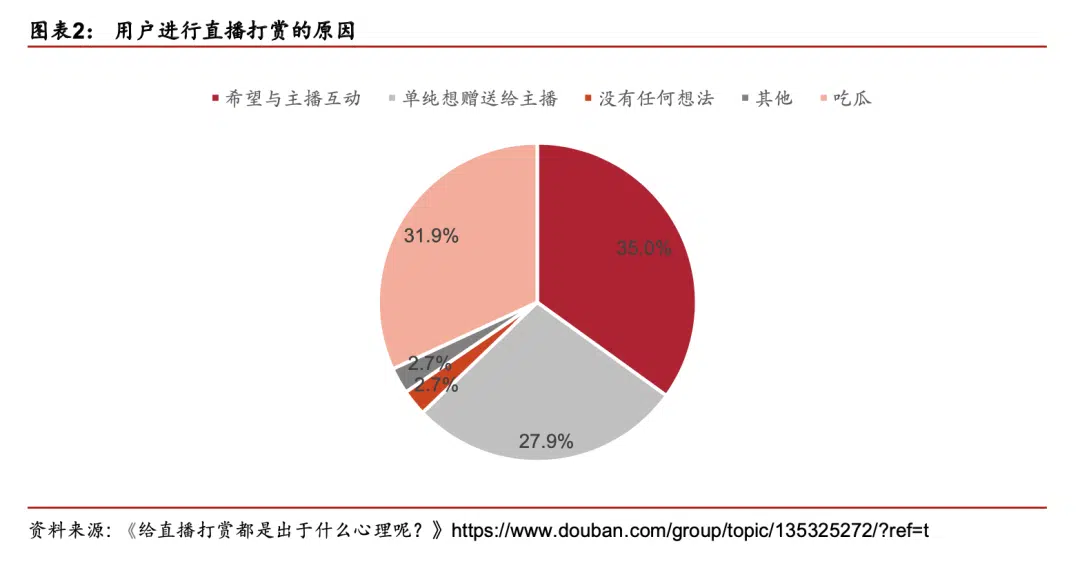 图表2： 用户进行直播打赏的原因
希望与主播互动 单纯想赠送给主播 没有任何想法 其他 吃瓜
31.9%
35.0%
2.7%
2.7%
27.9%
资料来源：《给直播打赏都是出于什么心理呢？》https://www.douban.com/group/topic/135325272/?ref=t